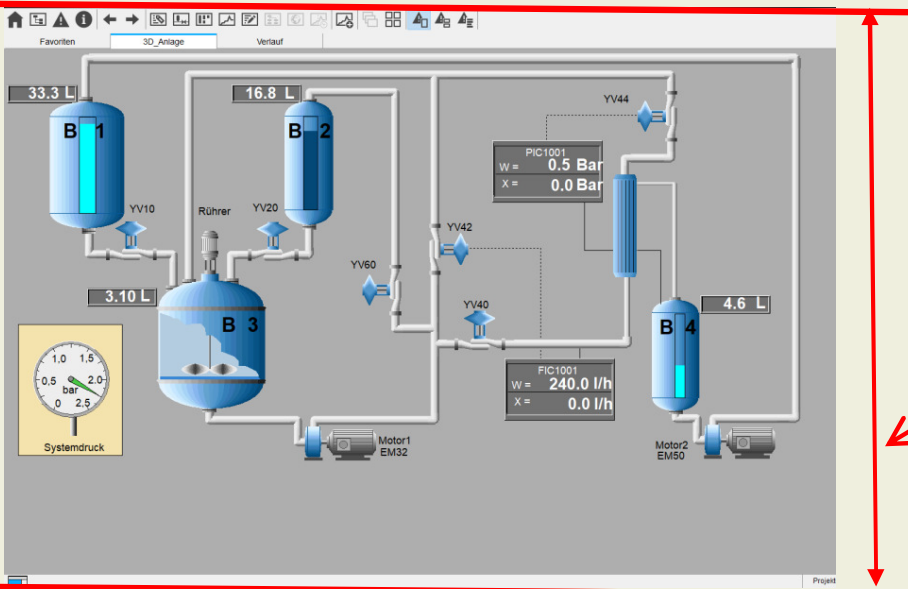 Favoriten
3D_Anlage
Verlauf
33.3 L
16.8 L
YV44
B 1
B 2
PIC1001
W = 0.5 Bar
X = 0.0 Bar
YV10
Rührer
YV20
YV42
YV60
3.10 L
YV40
4.6 L
B 3
B 4
1,0 1,5
0,5 2,0
bar
0 2,5
FIC1001
W = 240.0 l/h
X = 0.0 l/h
Systemdruck
Motor1
EM32
Motor2
EM50
Projekt